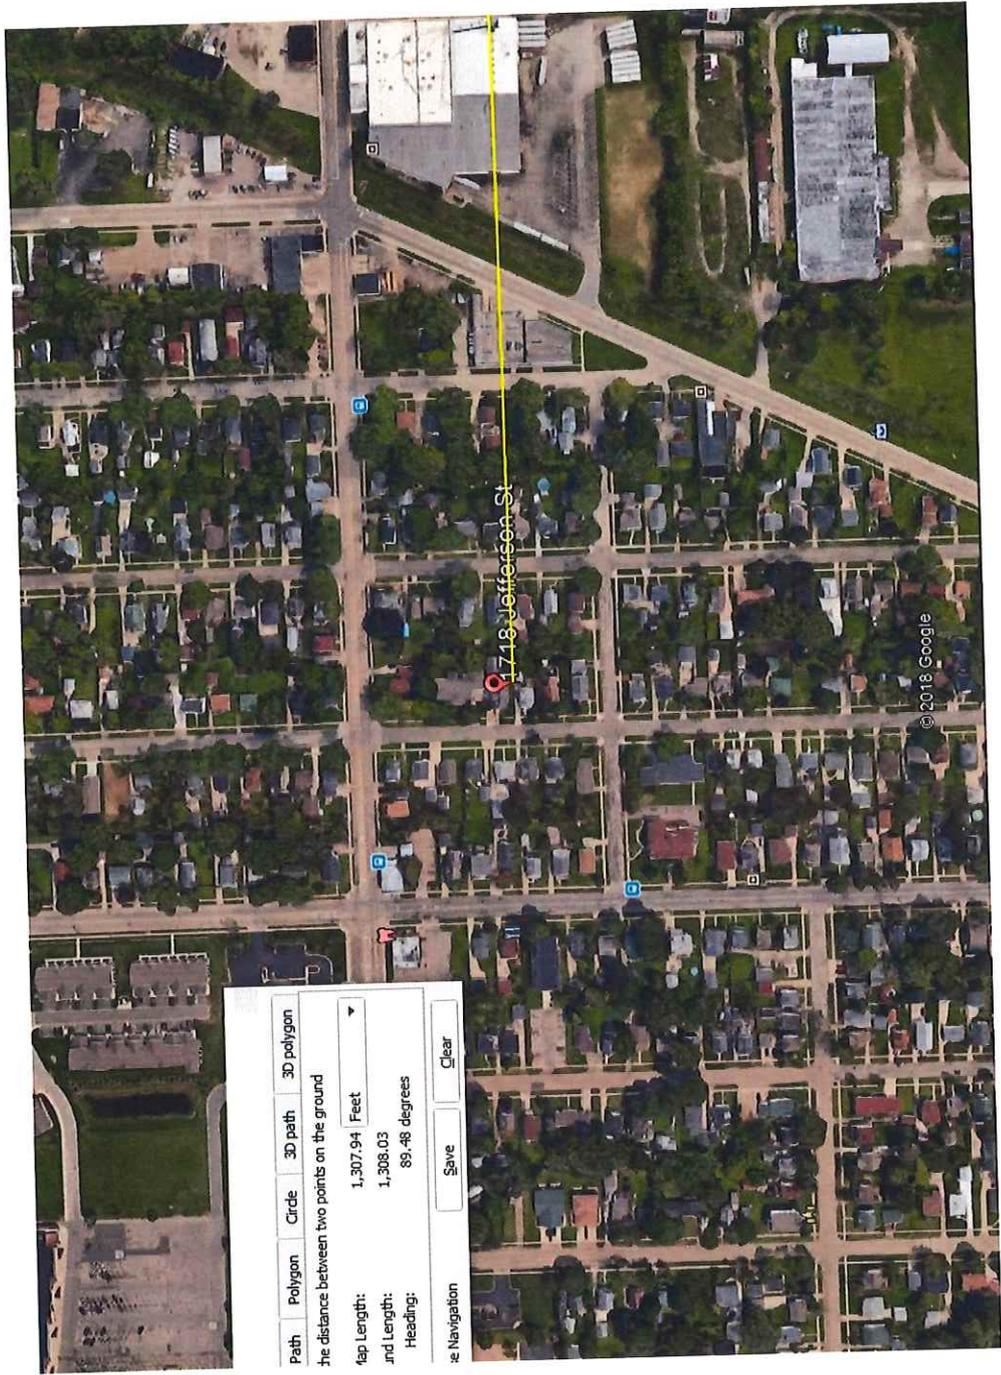 1718 Jefferson St
Path Polygon Circle 3D path 3D polygon
he distance between two points on the ground
Map Length: 1,307.94 Feet
und Length: 1,308.03
Heading: 89.48 degrees
e Navigation Save Clear
© 2018 Google